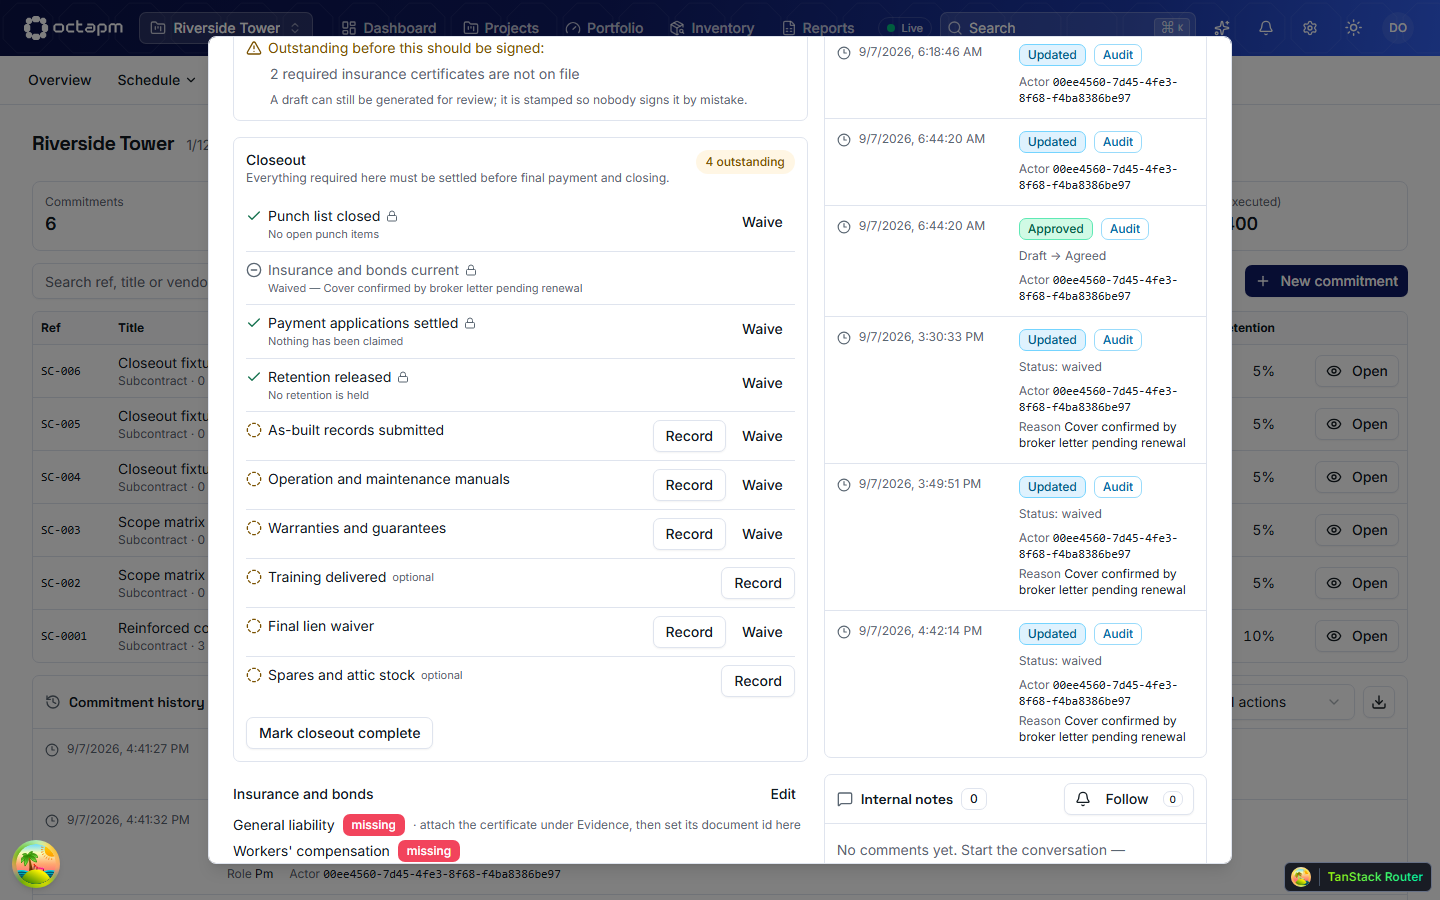 octapm
Riverside Tower
Dashboard
Projects
Portfolio
Inventory
Reports
Live
Search
⌘ K
DO
Overview
Schedule
Riverside Tower 1/12
Commitments
6
xecuted)
400
Search ref, title or vendo
+ New commitment
Ref Title tention
SC-006 Closeout fixtu 5% Open
Subcontract · 0
SC-005 Closeout fixtu 5% Open
Subcontract · 0
SC-004 Closeout fixtu 5% Open
Subcontract · 0
SC-003 Scope matrix 5% Open
Subcontract · 0
SC-002 Scope matrix 5% Open
Subcontract · 0
SC-0001 Reinforced co 10% Open
Subcontract · 3
Commitment history
l actions
9/7/2026, 4:41:27 PM
9/7/2026, 4:41:32 PM
Role Pm Actor 00ee4560-7d45-4fe3-8f68-f4ba8386be97
Outstanding before this should be signed:
2 required insurance certificates are not on file
A draft can still be generated for review; it is stamped so nobody signs it by mistake.
Closeout
4 outstanding
Everything required here must be settled before final payment and closing.
Punch list closed
No open punch items
Waive
Insurance and bonds current
Waived — Cover confirmed by broker letter pending renewal
Payment applications settled
Nothing has been claimed
Waive
Retention released
No retention is held
Waive
As-built records submitted Record Waive
Operation and maintenance manuals Record Waive
Warranties and guarantees Record Waive
Training delivered optional Record
Final lien waiver Record Waive
Spares and attic stock optional Record
Mark closeout complete
Insurance and bonds Edit
General liability missing · attach the certificate under Evidence, then set its document id here
Workers' compensation missing
9/7/2026, 6:18:46 AM Updated Audit
Actor 00ee4560-7d45-4fe3-
8f68-f4ba8386be97
9/7/2026, 6:44:20 AM Updated Audit
Actor 00ee4560-7d45-4fe3-
8f68-f4ba8386be97
9/7/2026, 6:44:20 AM Approved Audit
Draft → Agreed
Actor 00ee4560-7d45-4fe3-
8f68-f4ba8386be97
9/7/2026, 3:30:33 PM Updated Audit
Status: waived
Actor 00ee4560-7d45-4fe3-
8f68-f4ba8386be97
Reason Cover confirmed by
broker letter pending renewal
9/7/2026, 3:49:51 PM Updated Audit
Status: waived
Actor 00ee4560-7d45-4fe3-
8f68-f4ba8386be97
Reason Cover confirmed by
broker letter pending renewal
9/7/2026, 4:42:14 PM Updated Audit
Status: waived
Actor 00ee4560-7d45-4fe3-
8f68-f4ba8386be97
Reason Cover confirmed by
broker letter pending renewal
Internal notes 0
Follow 0
No comments yet. Start the conversation —
TanStack Router